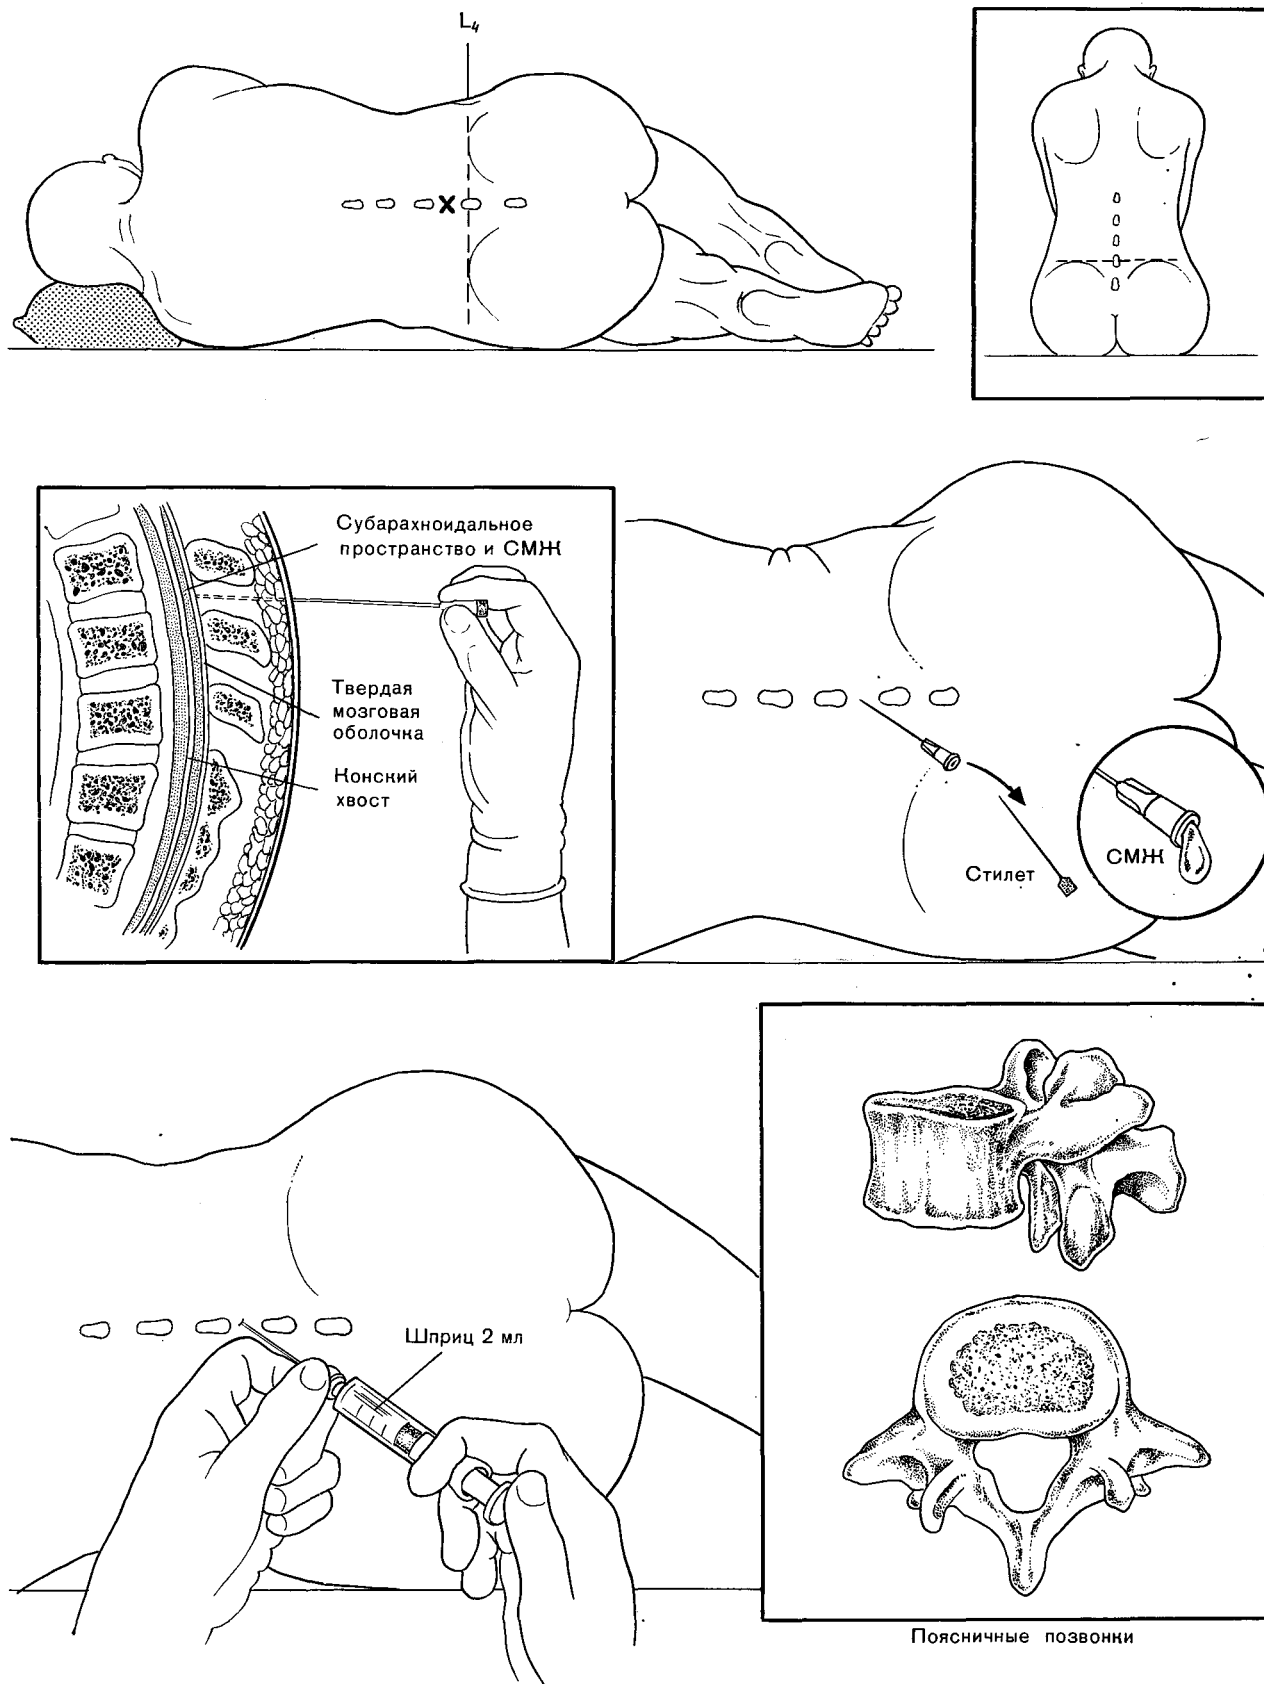 L4
Субарахноидальное
пространство и СМЖ
Твердая
мозговая
оболочка
Конский
хвост
Стилет
СМЖ
Шприц 2 мл
Поясничные позвонки